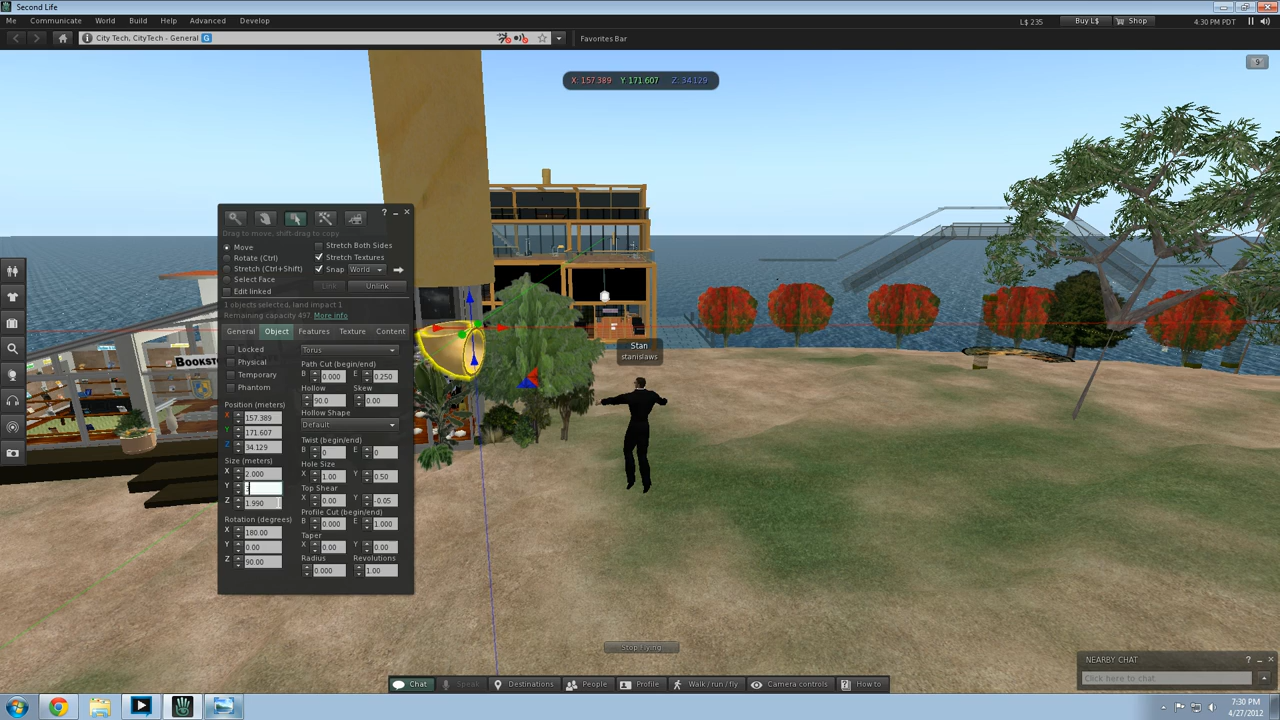 Second Life
Me Communicate World Build Help Advanced Develop
L$ 235 Buy L$ Shop 4:30 PM PDT
City Tech, CityTech - General G
Favorites Bar
9
X: 157.389 Y 171.607 Z: 34.129
Drag to move, shift-drag to copy.
Move
Rotate (Ctrl)
Stretch (Ctrl+Shift)
Select Face
Edit linked
Stretch Both Sides
Stretch Textures
Snap World
Link Unlink
1 objects selected, land impact 1
Remaining capacity 497. More info
General Object Features Texture Content
Locked
Physical
Temporary
Phantom
Position (meters)
X 157.389
Y 171.607
Z 34.129
Size (meters)
X 2.000
Y
Z 1.990
Rotation (degrees)
X 180.00
Y 0.00
Z 90.00
Torus
Path Cut (begin/end)
B 0.000 E 0.250
Hollow Skew
90.0 0.00
Hollow Shape
Default
Twist (begin/end)
B 0 E 0
Hole Size
X 1.00 Y 0.50
Top Shear
X 0.00 Y -0.05
Profile Cut (begin/end)
B 0.000 E 1.000
Taper
X 0.00 Y 0.00
Radius Revolutions
0.000 1.00
Stan
stanislaws
Stop Flying
NEARBY CHAT
Click here to chat.
Chat Speak Destinations People Profile Walk / run / fly Camera controls How to
7:30 PM
4/27/2012